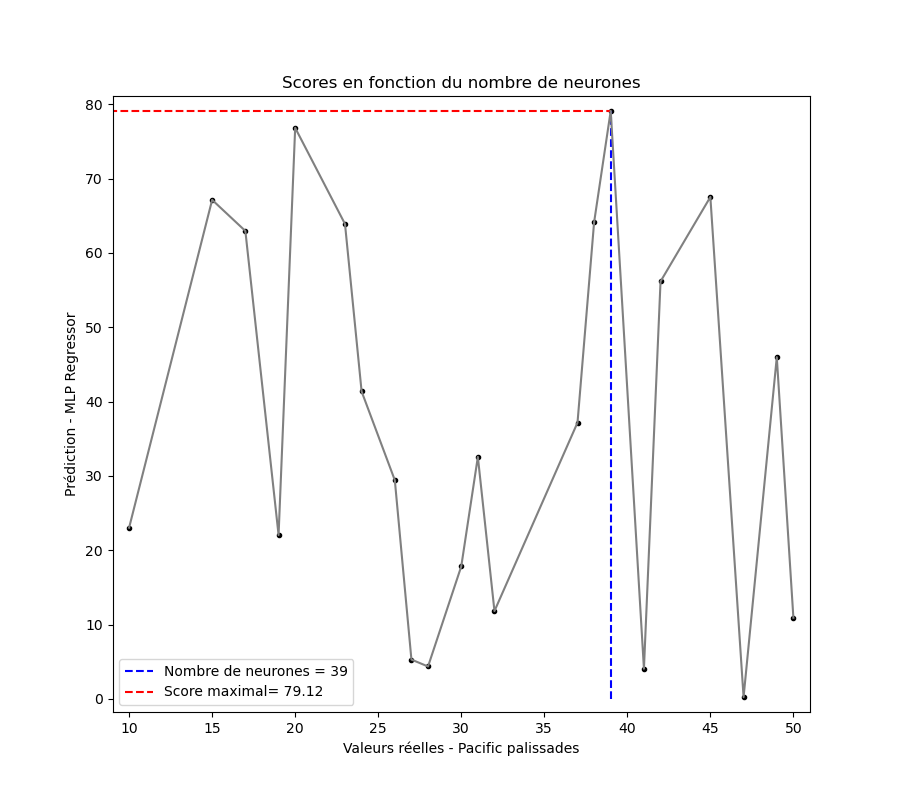 Scores en fonction du nombre de neurones
80
70
60
50
40
30
20
10
0
Prédiction - MLP Regressor
Nombre de neurones = 39
Score maximal= 79.12
10 15 20 25 30 35 40 45 50
Valeurs réelles - Pacific palissades